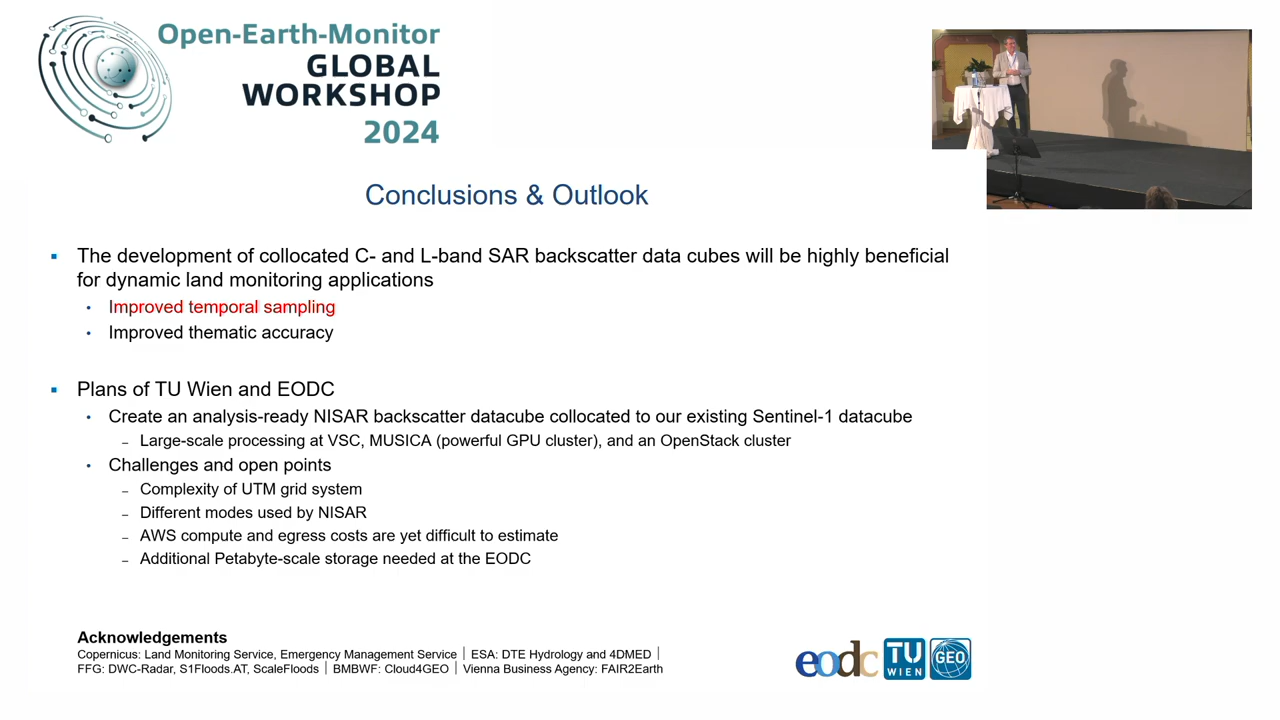 Open-Earth-Monitor
GLOBAL
WORKSHOP
2024
Conclusions & Outlook
▪ The development of collocated C- and L-band SAR backscatter data cubes will be highly beneficial
for dynamic land monitoring applications
• Improved temporal sampling
• Improved thematic accuracy
▪ Plans of TU Wien and EODC
• Create an analysis-ready NISAR backscatter datacube collocated to our existing Sentinel-1 datacube
– Large-scale processing at VSC, MUSICA (powerful GPU cluster), and an OpenStack cluster
• Challenges and open points
– Complexity of UTM grid system
– Different modes used by NISAR
– AWS compute and egress costs are yet difficult to estimate
– Additional Petabyte-scale storage needed at the EODC
Acknowledgements
Copernicus: Land Monitoring Service, Emergency Management Service | ESA: DTE Hydrology and 4DMED |
FFG: DWC-Radar, S1Floods.AT, ScaleFloods | BMBWF: Cloud4GEO | Vienna Business Agency: FAIR2Earth
eodc TU WIEN GEO